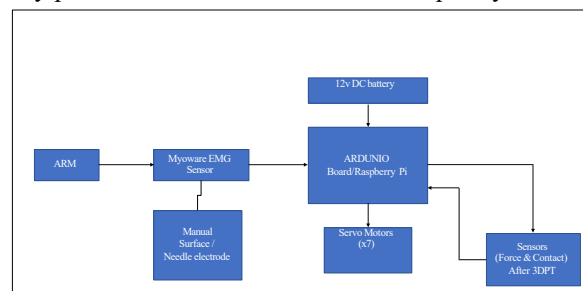 12v DC battery
ARM
Myoware EMG
Sensor
ARDUNIO
Board/Raspberry Pi
Manual
Surface /
Needle electrode
Servo Motors
(x7)
Sensors
(Force & Contact)
After 3DPT